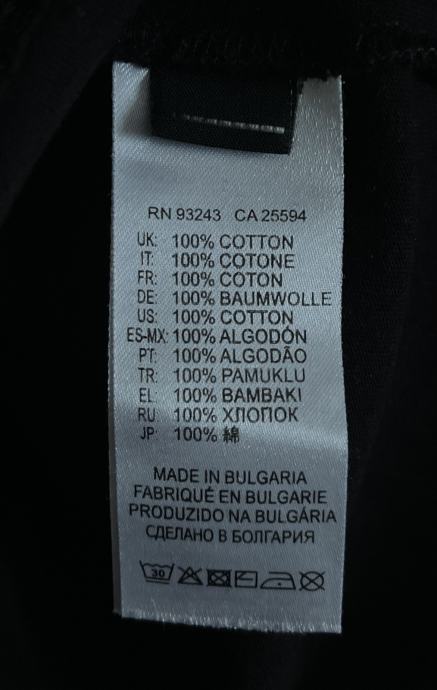 RN 93243 CA 25594
UK: 100% COTTON
IT: 100% COTONE
FR: 100% COTON
DE: 100% BAUMWOLLE
US: 100% COTTON
ES-MX: 100% ALGODÓN
PT: 100% ALGODÃO
TR: 100% PAMUKLU
EL: 100% BAMBAKI
RU: 100% ХЛОПОК
JP: 100% 綿
MADE IN BULGARIA
FABRIQUÉ EN BULGARIE
PRODUZIDO NA BULGÁRIA
СДЕЛАНО В БОЛГАРИЯ
30